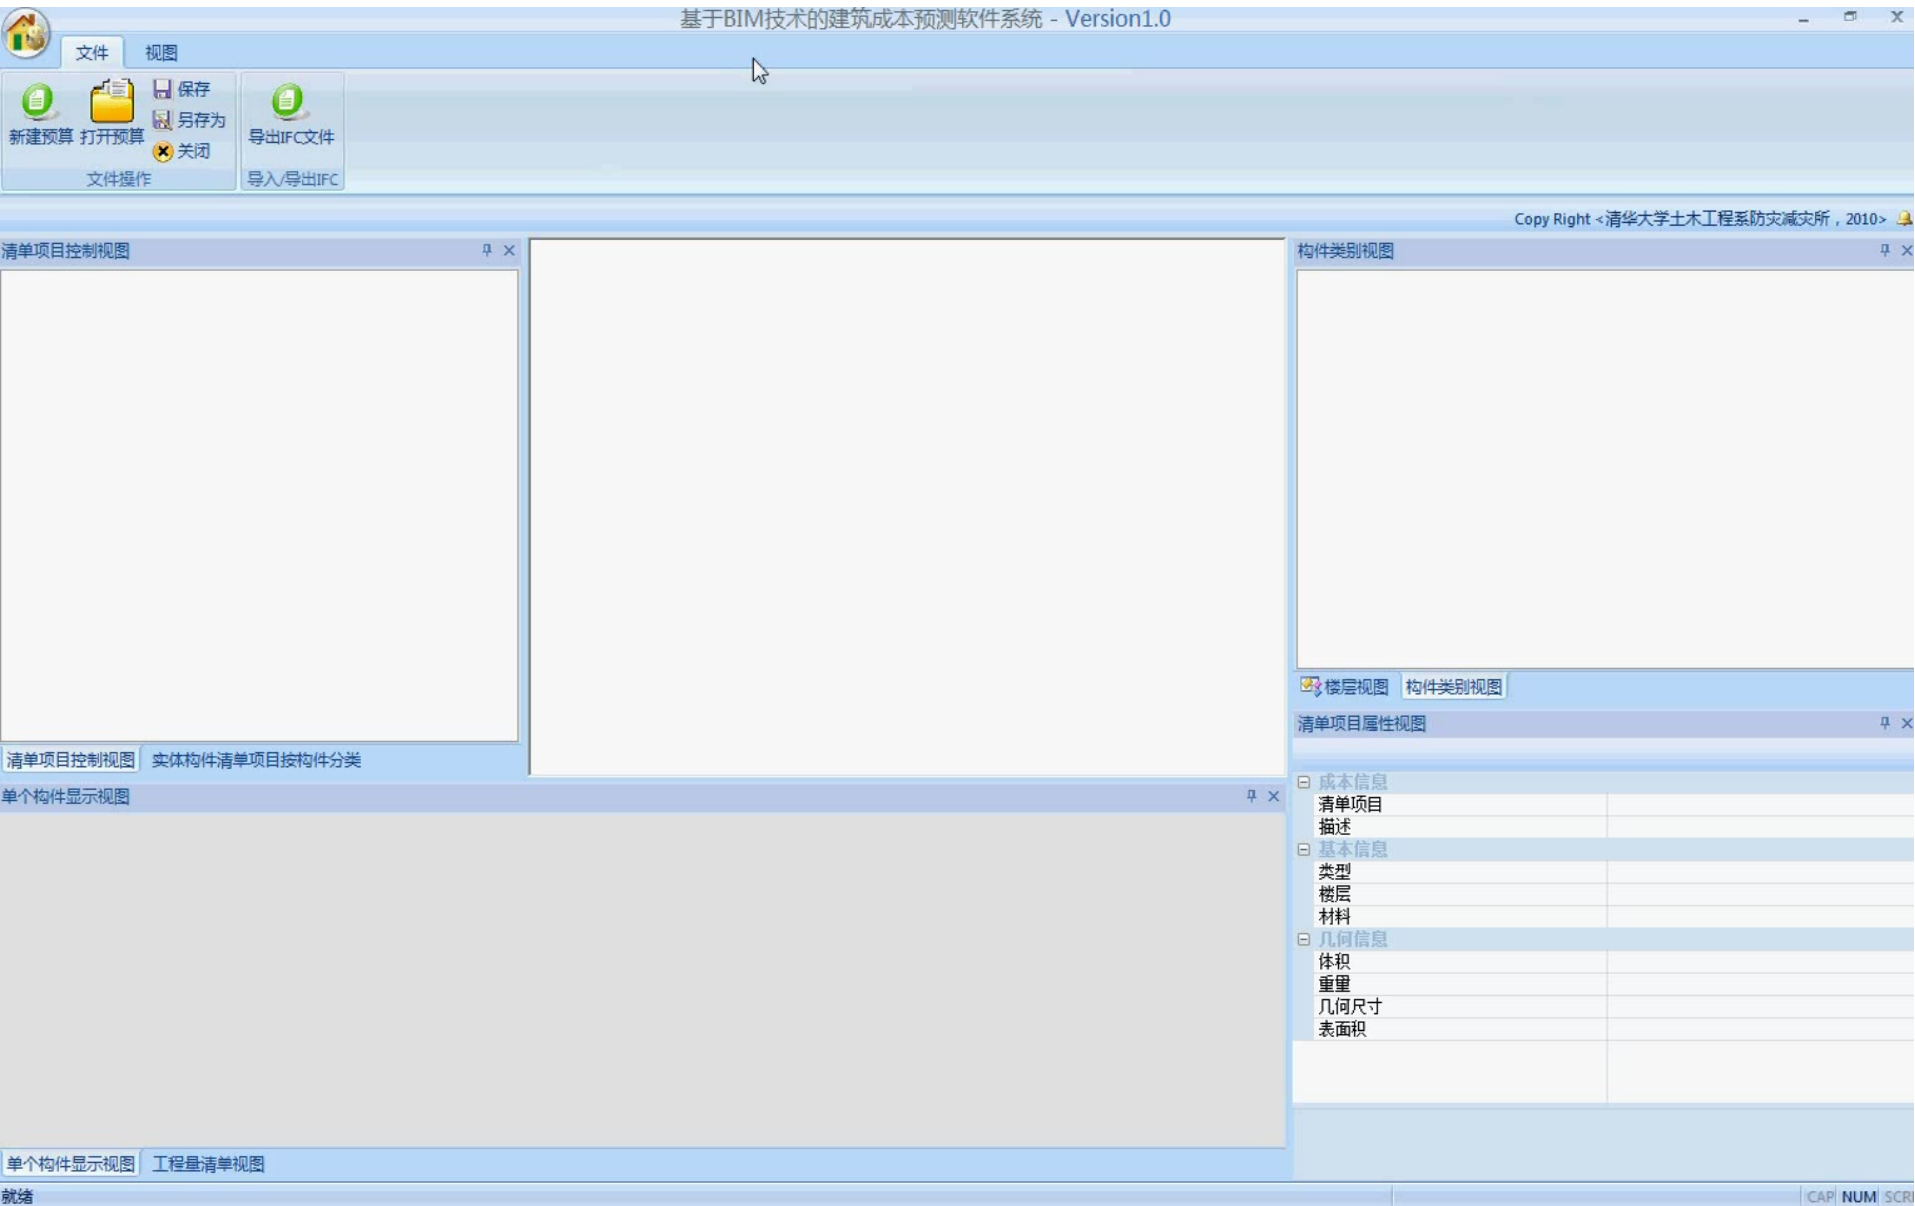 基于BIM技术的建筑成本预测软件系统 - Version1.0
文件 视图
保存
另存为
新建预算 打开预算
关闭
导出IFC文件
文件操作
导入/导出IFC
Copy Right <清华大学土木工程系防灾减灾所，2010>
清单项目控制视图
构件类别视图
楼层视图 构件类别视图
清单项目属性视图
清单项目控制视图 实体构件清单项目按构件分类
单个构件显示视图
成本信息
清单项目
描述
基本信息
类型
楼层
材料
几何信息
体积
重量
几何尺寸
表面积
单个构件显示视图 工程量清单视图
就绪
CAP NUM SCRL